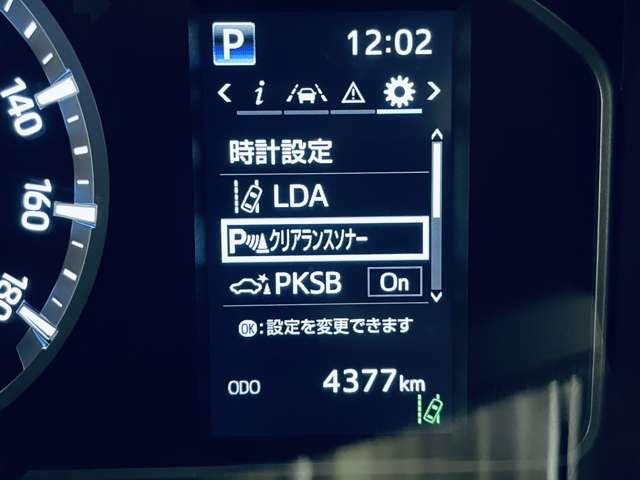 P 12:02
i
時計設定
LDA
P クリアランスソナー
PKSB On
OK:設定を変更できます
ODO 4377km
140
160
180